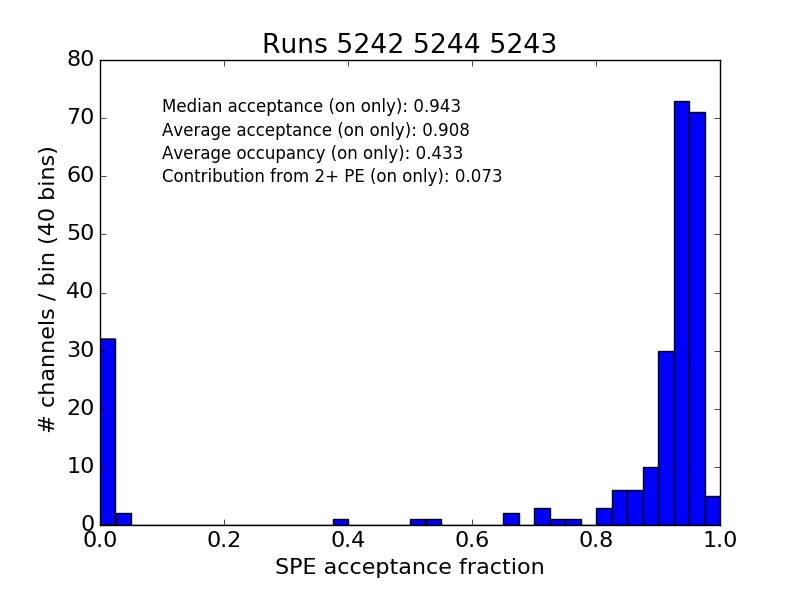 Runs 5242 5244 5243
80
70
60
50
40
30
20
10
0
# channels / bin (40 bins)
Median acceptance (on only): 0.943
Average acceptance (on only): 0.908
Average occupancy (on only): 0.433
Contribution from 2+ PE (on only): 0.073
0.0 0.2 0.4 0.6 0.8 1.0
SPE acceptance fraction